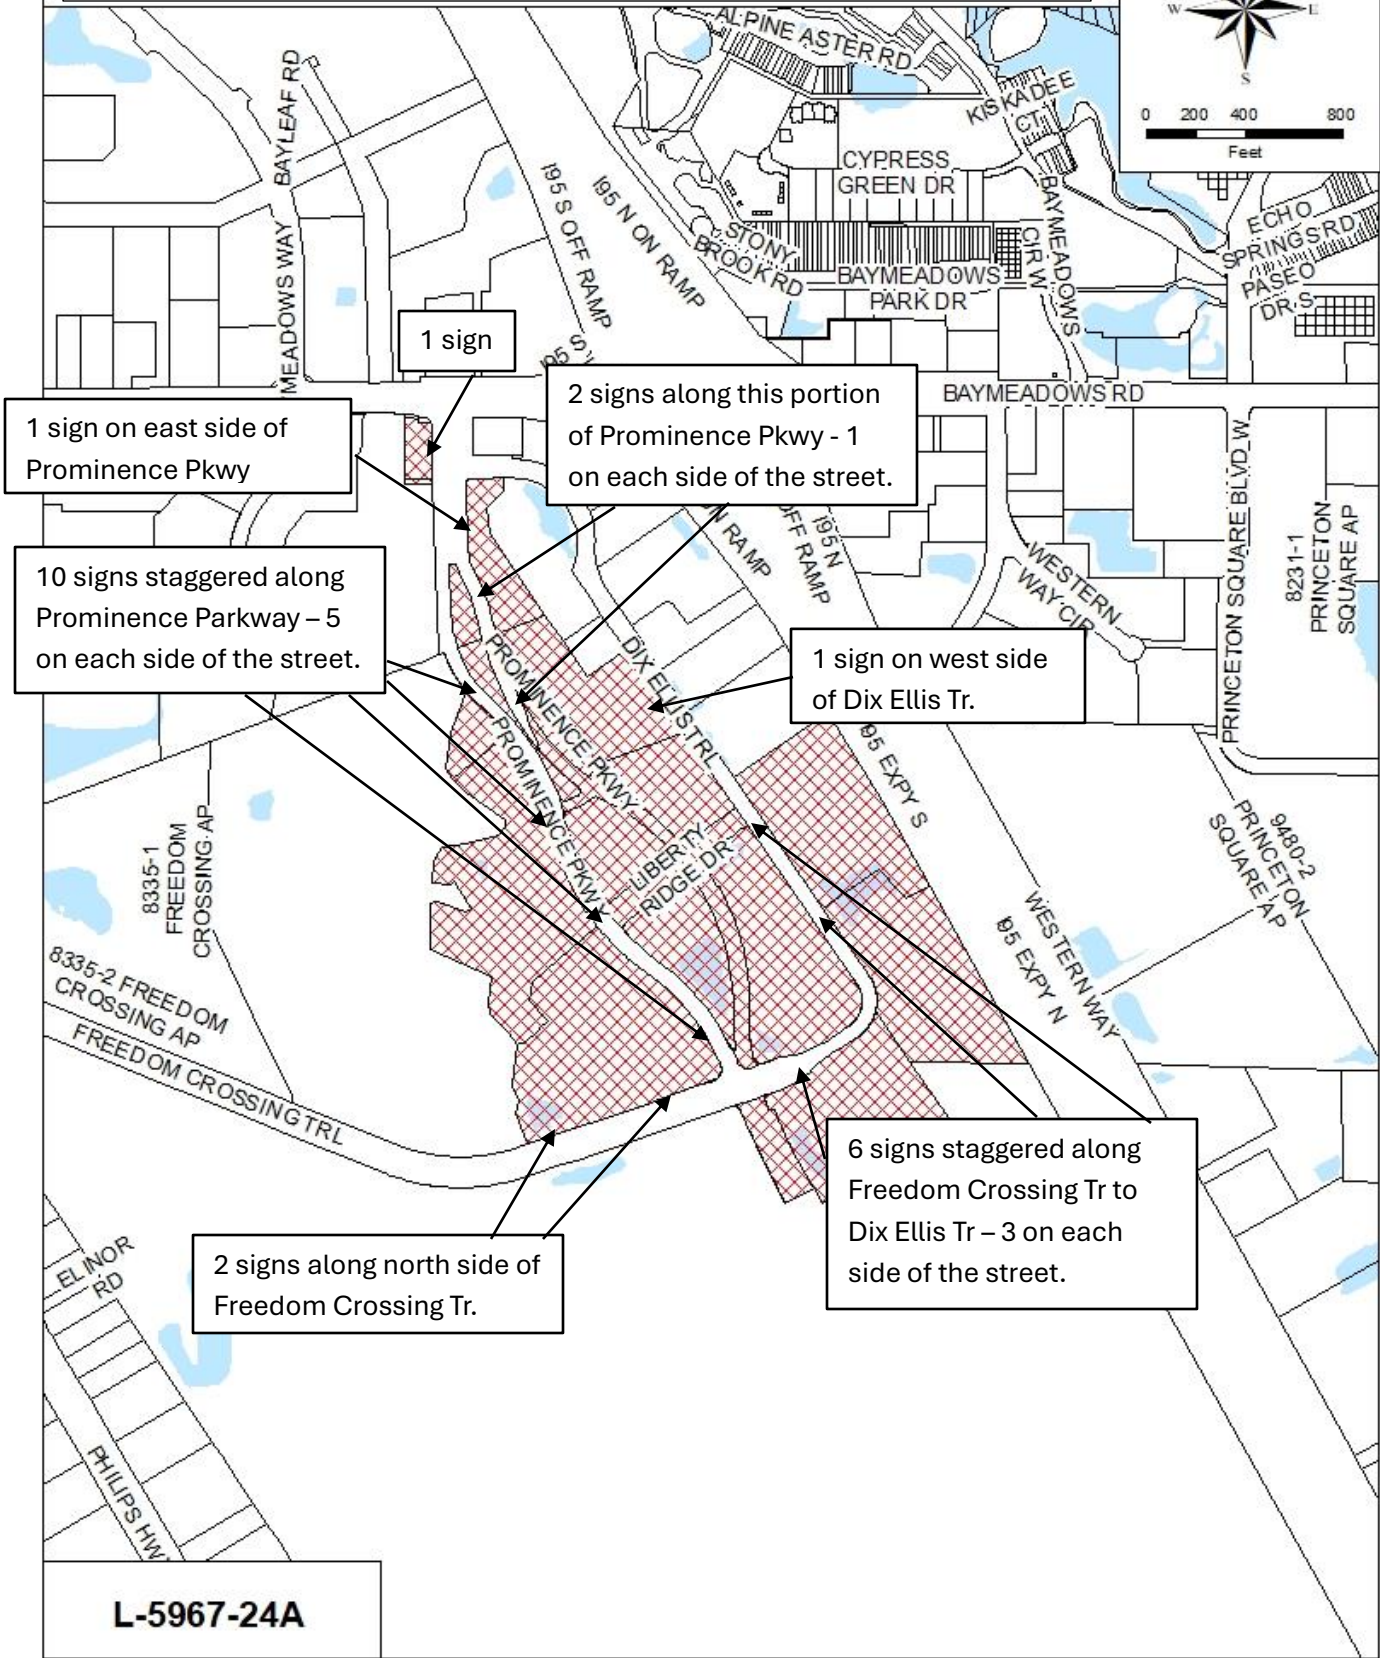 W E
S
0 200 400 800
Feet
ALPINE ASTER RD
KISKADEE
CT
BAYLEAF RD
CYPRESS
GREEN DR
I95 S OFF RAMP
I95 N ON RAMP
STONY
BROOK RD
BAYMEADOWS
CIR W
ECHO
SPRINGS RD
PASEO
DR S
BAYMEADOWS
PARK DR
MEADOWS WAY
1 sign
I95 S
BAYMEADOWS RD
2 signs along this portion
of Prominence Pkwy - 1
on each side of the street.
1 sign on east side of
Prominence Pkwy
PRINCETON SQUARE BLVD W
8231-1
PRINCETON
SQUARE AP
N RAMP
I95 N
OFF RAMP
WESTERN
WAY CIR
10 signs staggered along
Prominence Parkway – 5
on each side of the street.
DIX ELLIS TRL
1 sign on west side
of Dix Ellis Tr.
PROMINENCE PKWY
PROMINENCE PKWY
I95 EXPY S
8335-1
FREEDOM
CROSSING AP
LIBERTY
RIDGE DR
9480-2
PRINCETON
SQUARE AP
8335-2 FREEDOM
CROSSING AP
WESTERN WAY
I95 EXPY N
FREEDOM CROSSING TRL
6 signs staggered along
Freedom Crossing Tr to
Dix Ellis Tr – 3 on each
side of the street.
2 signs along north side of
Freedom Crossing Tr.
ELINOR
RD
PHILIPS HWY
L-5967-24A